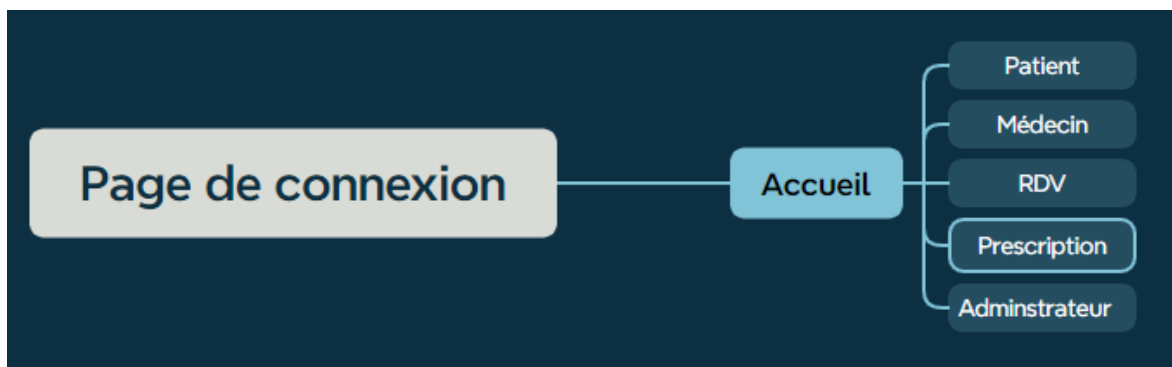 Page de connexion
Accueil
Patient
Médecin
RDV
Prescription
Adminstrateur